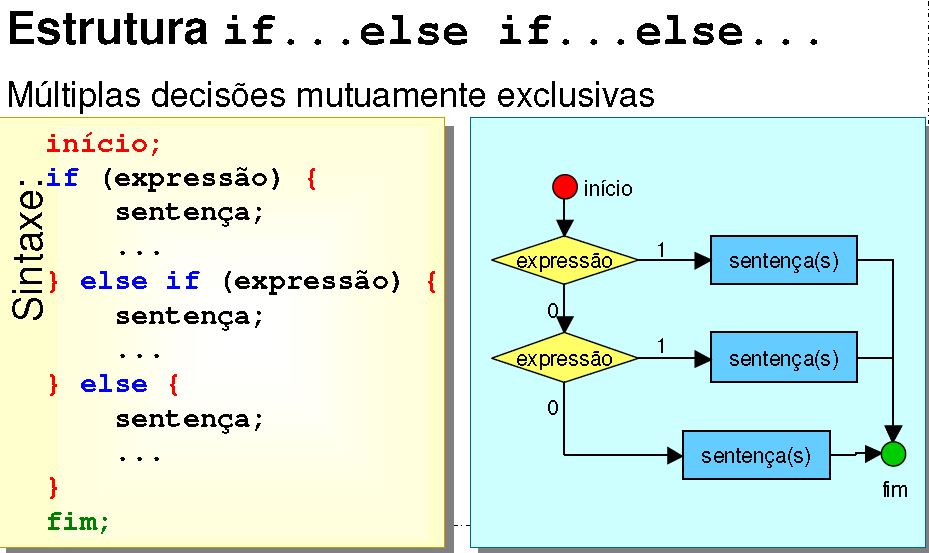 Estrutura if...else if...else...
Múltiplas decisões mutuamente exclusivas
Sintaxe:
início;
if (expressão) {
sentença;
...
} else if (expressão) {
sentença;
...
} else {
sentença;
...
}
fim;
início
expressão
1
sentença(s)
0
expressão
1
sentença(s)
0
sentença(s)
fim